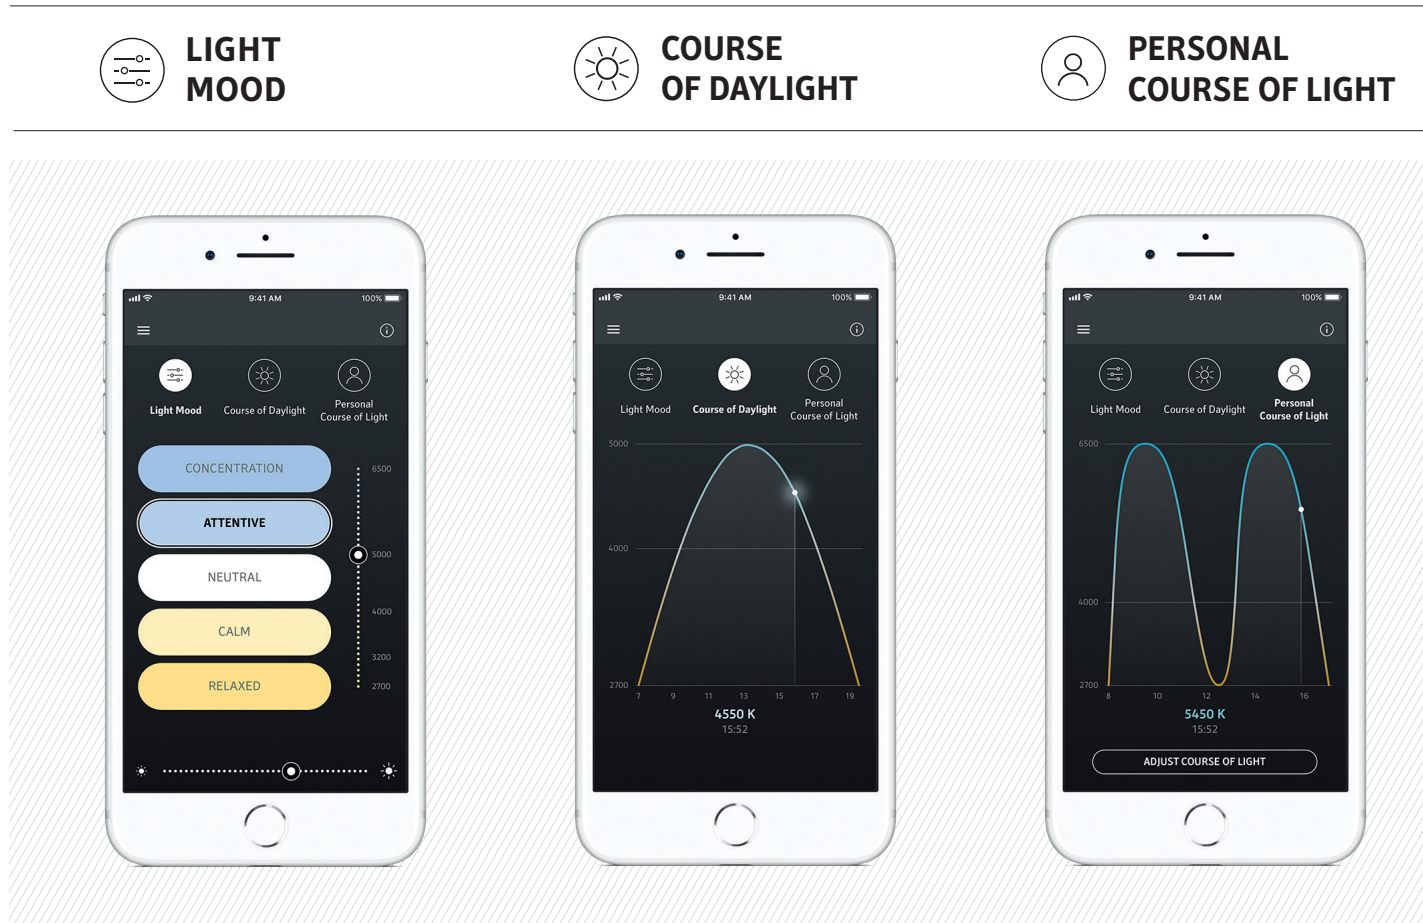 LIGHT
MOOD
COURSE
OF DAYLIGHT
PERSONAL
COURSE OF LIGHT
9:41 AM
100%
Light Mood
Course of Daylight
Personal
Course of Light
CONCENTRATION
ATTENTIVE
NEUTRAL
CALM
RELAXED
6500
5000
4000
3200
2700
9:41 AM
100%
Light Mood
Course of Daylight
Personal
Course of Light
5000
4000
2700
7 9 11 13 15 17 19
4550 K
15:52
9:41 AM
100%
Light Mood
Course of Daylight
Personal
Course of Light
6500
4000
2700
8 10 12 14 16
5450 K
15:52
ADJUST COURSE OF LIGHT